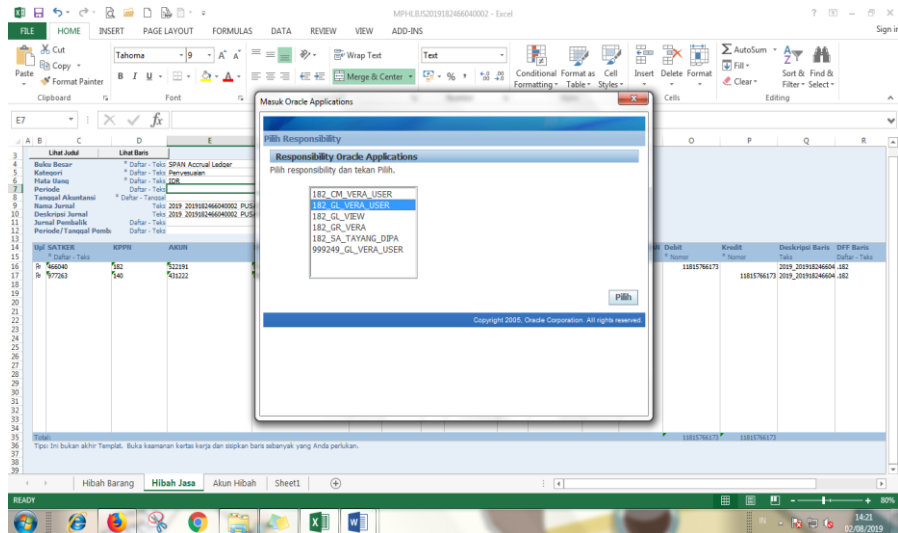 MPHLBJS2019182466040002 - Excel
FILE HOME INSERT PAGE LAYOUT FORMULAS DATA REVIEW VIEW ADD-INS Sign in
Cut
Copy
Format Painter
Paste
Clipboard
Tahoma 9
B I U
Font
Wrap Text
Merge & Center
Text
Conditional Formatting
Format as Table
Cell Styles
Insert Delete Format
Cells
AutoSum
Fill
Clear
Sort & Filter
Find & Select
Editing
E7
A B C D E O P Q R
Lihat Judul Lihat Baris
Buku Besar * Daftar - Teks SPAN Accrual Ledger
Kategori * Daftar - Teks Penyesuaian
Mata Uang * Daftar - Teks IDR
Periode Daftar - Teks
Tanggal Akuntansi * Daftar - Tanggal
Nama Jurnal Teks 2019_201918246604002_PUS
Deskripsi Jurnal Teks 2019_201918246604002_PUS
Jurnal Pembalik Daftar - Teks
Periode/Tanggal Pemb. Daftar - Teks
Upl SATKER KPPN AKUN Debit Kredit Deskripsi Baris DFF Baris
* Daftar - Teks * Nomor * Nomor Teks Daftar - Teks
466040 182 522191 11815766173 2019_201918246604 .182
977263 140 431222 11815766173 2019_201918246604 .182
Total: 11815766173 11815766173
Tips: Ini bukan akhir Templat. Buka keamanan kertas kerja dan sisipkan baris sebanyak yang Anda perlukan.
Masuk Oracle Applications
Pilih Responsibility
Responsibility Oracle Applications
Pilih responsibility dan tekan Pilih.
182_CM_VERA_USER
182_GL_VERA_USER
182_GL_VIEW
182_GR_VERA
182_SA_TAYANG_DIPA
999249_GL_VERA_USER
Pilih
Copyright 2005, Oracle Corporation. All rights reserved.
Hibah Barang Hibah Jasa Akun Hibah Sheet1
READY 80%
IN 14:21
02/08/2019